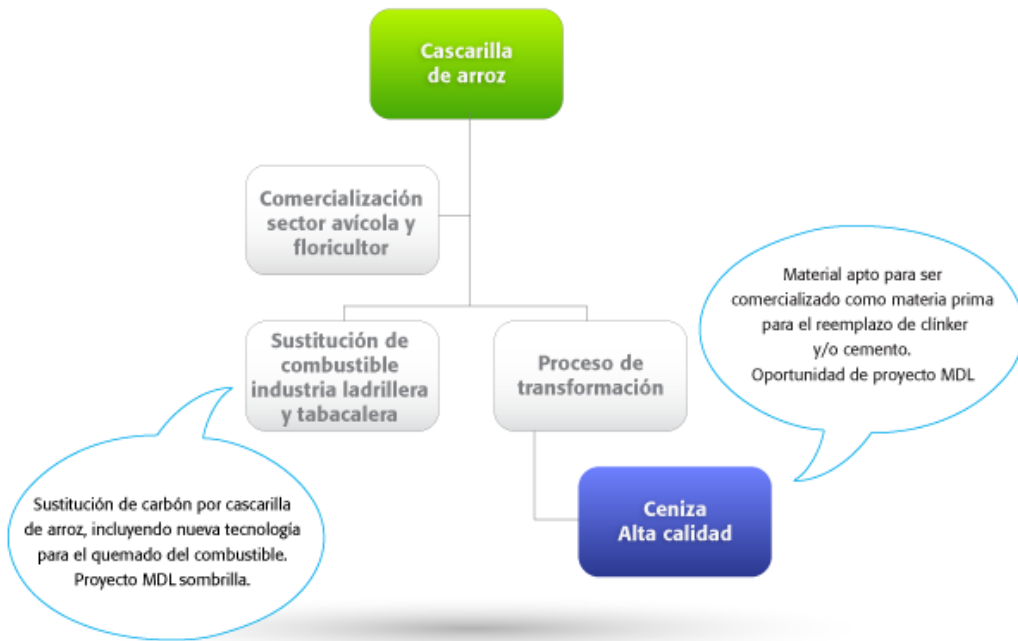 Cascarilla
de arroz
Comercialización
sector avícola y
floricultor
Sustitución de
combustible
industria ladrillera
y tabacalera
Proceso de
transformación
Material apto para ser
comercializado como materia prima
para el reemplazo de clínker
y/o cemento.
Oportunidad de proyecto MDL
Sustitución de carbón por cascarilla
de arroz, incluyendo nueva tecnología
para el quemado del combustible.
Proyecto MDL sombrilla.
Ceniza
Alta calidad